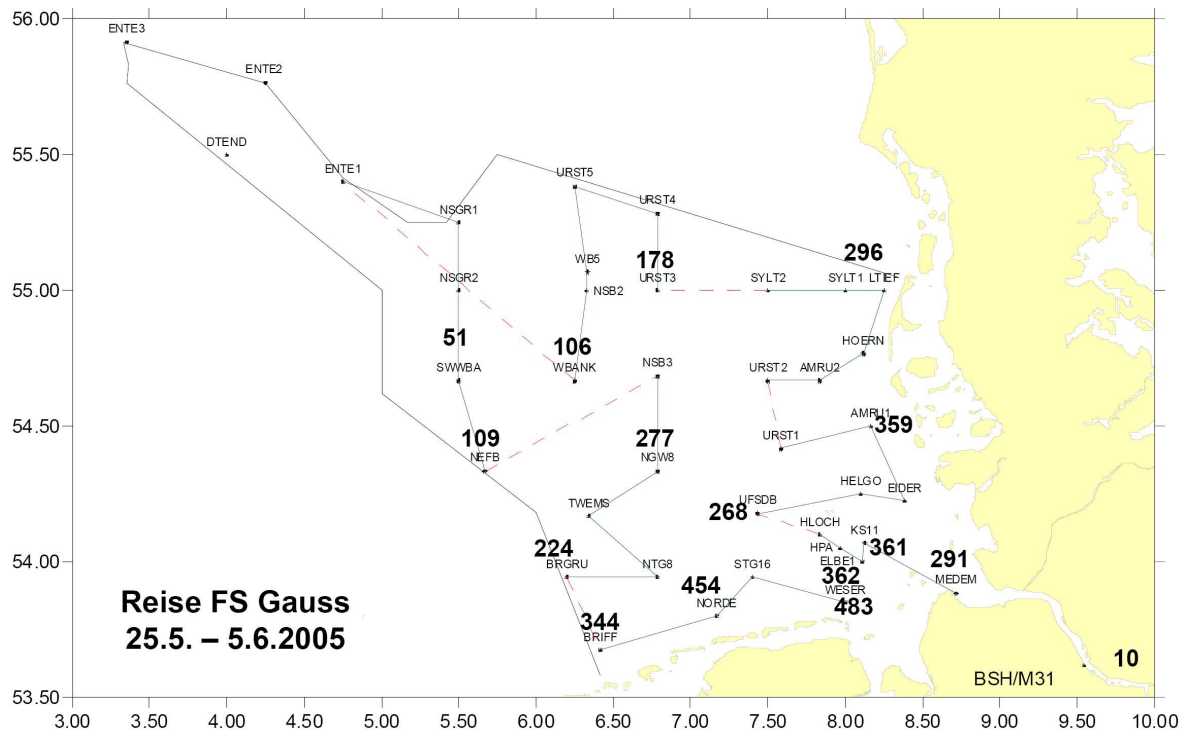 56.00
ENTE3
ENTE2
55.50
DTEND
ENTE1
URST5
NSGR1
URST4
296
178
WB5
55.00
NSGR2
NSB2
URST3
SYLT2
SYLT1
51
106
HOERN
SWWBA
WBANK
NSB3
URST2
AMRU2
54.50
AMRU1
359
109
277
URST1
NEFB
NGW8
HELGO
EIDER
TWEMS
268
UFSDB
HLOCH
KS11
54.00
224
HPA
361
291
BRGRU
NTG8
STG16
ELBE1
362
MEDEM
454
WESER
Reise FS Gauss
NORDE
483
344
25.5. – 5.6.2005
BRIFF
10
BSH/M31
53.50
3.00 3.50 4.00 4.50 5.00 5.50 6.00 6.50 7.00 7.50 8.00 8.50 9.00 9.50 10.00